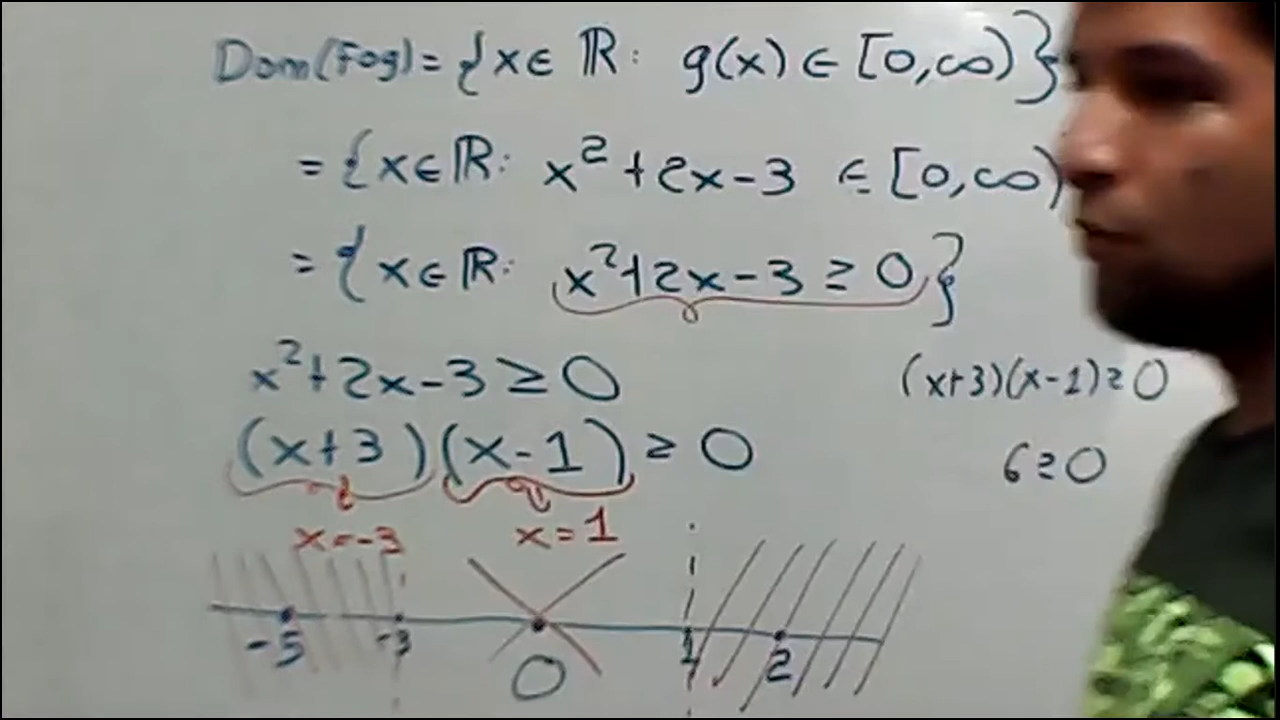 Dom(Fog) = {x ∈ ℝ: g(x) ∈ [0,∞)}
= {x ∈ ℝ: x² + 2x - 3 ∈ [0,∞)
= {x ∈ ℝ: x² + 2x - 3 ≥ 0}
x² + 2x - 3 ≥ 0
(x+3)(x-1) ≥ 0
(x+3)(x-1) ≥ 0
6 ≥ 0
x=-3 x=1
-5 -3 0 1 2